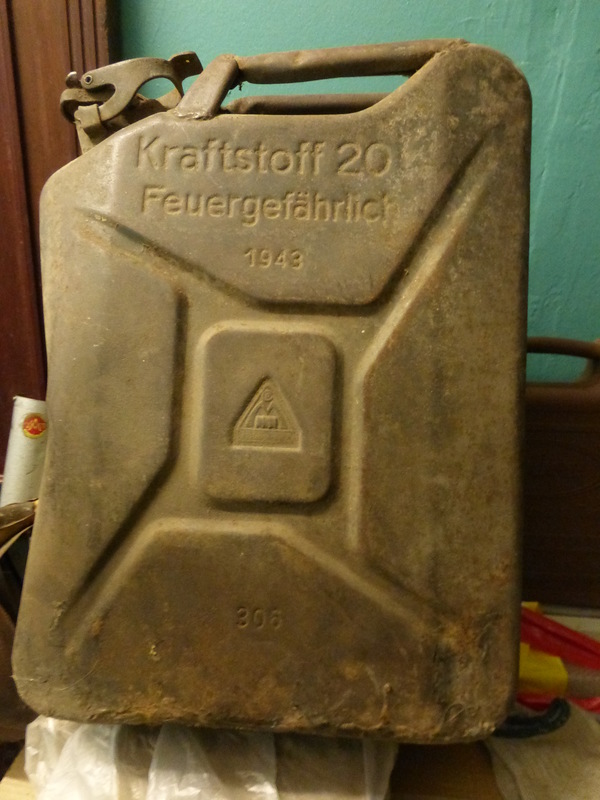 Kraftstoff 20
Feuergefährlich
1943
306